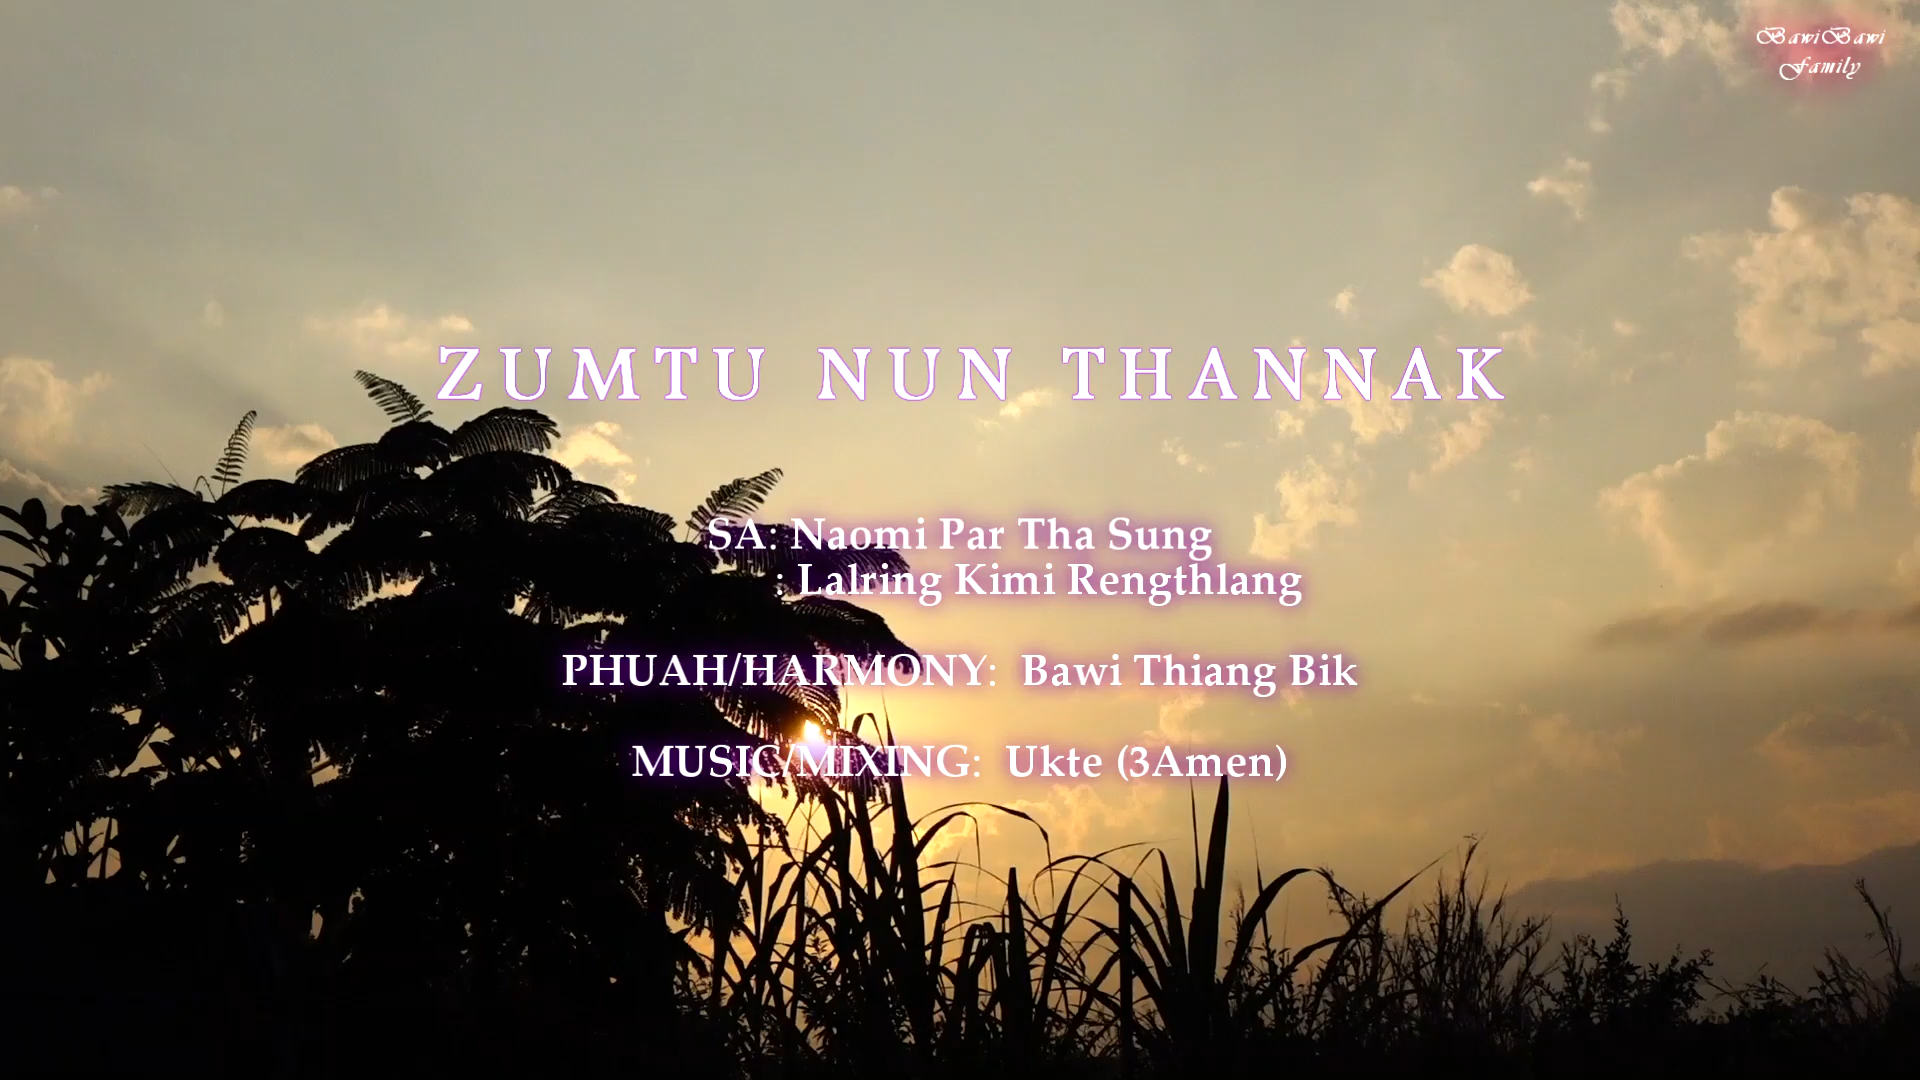 BawiBawi
Family
ZUMTU NUN THANNAK
SA: Naomi Par Tha Sung
: Lalring Kimi Rengthlang
PHUAH/HARMONY: Bawi Thiang Bik
MUSIC/MIXING: Ukte (3Amen)